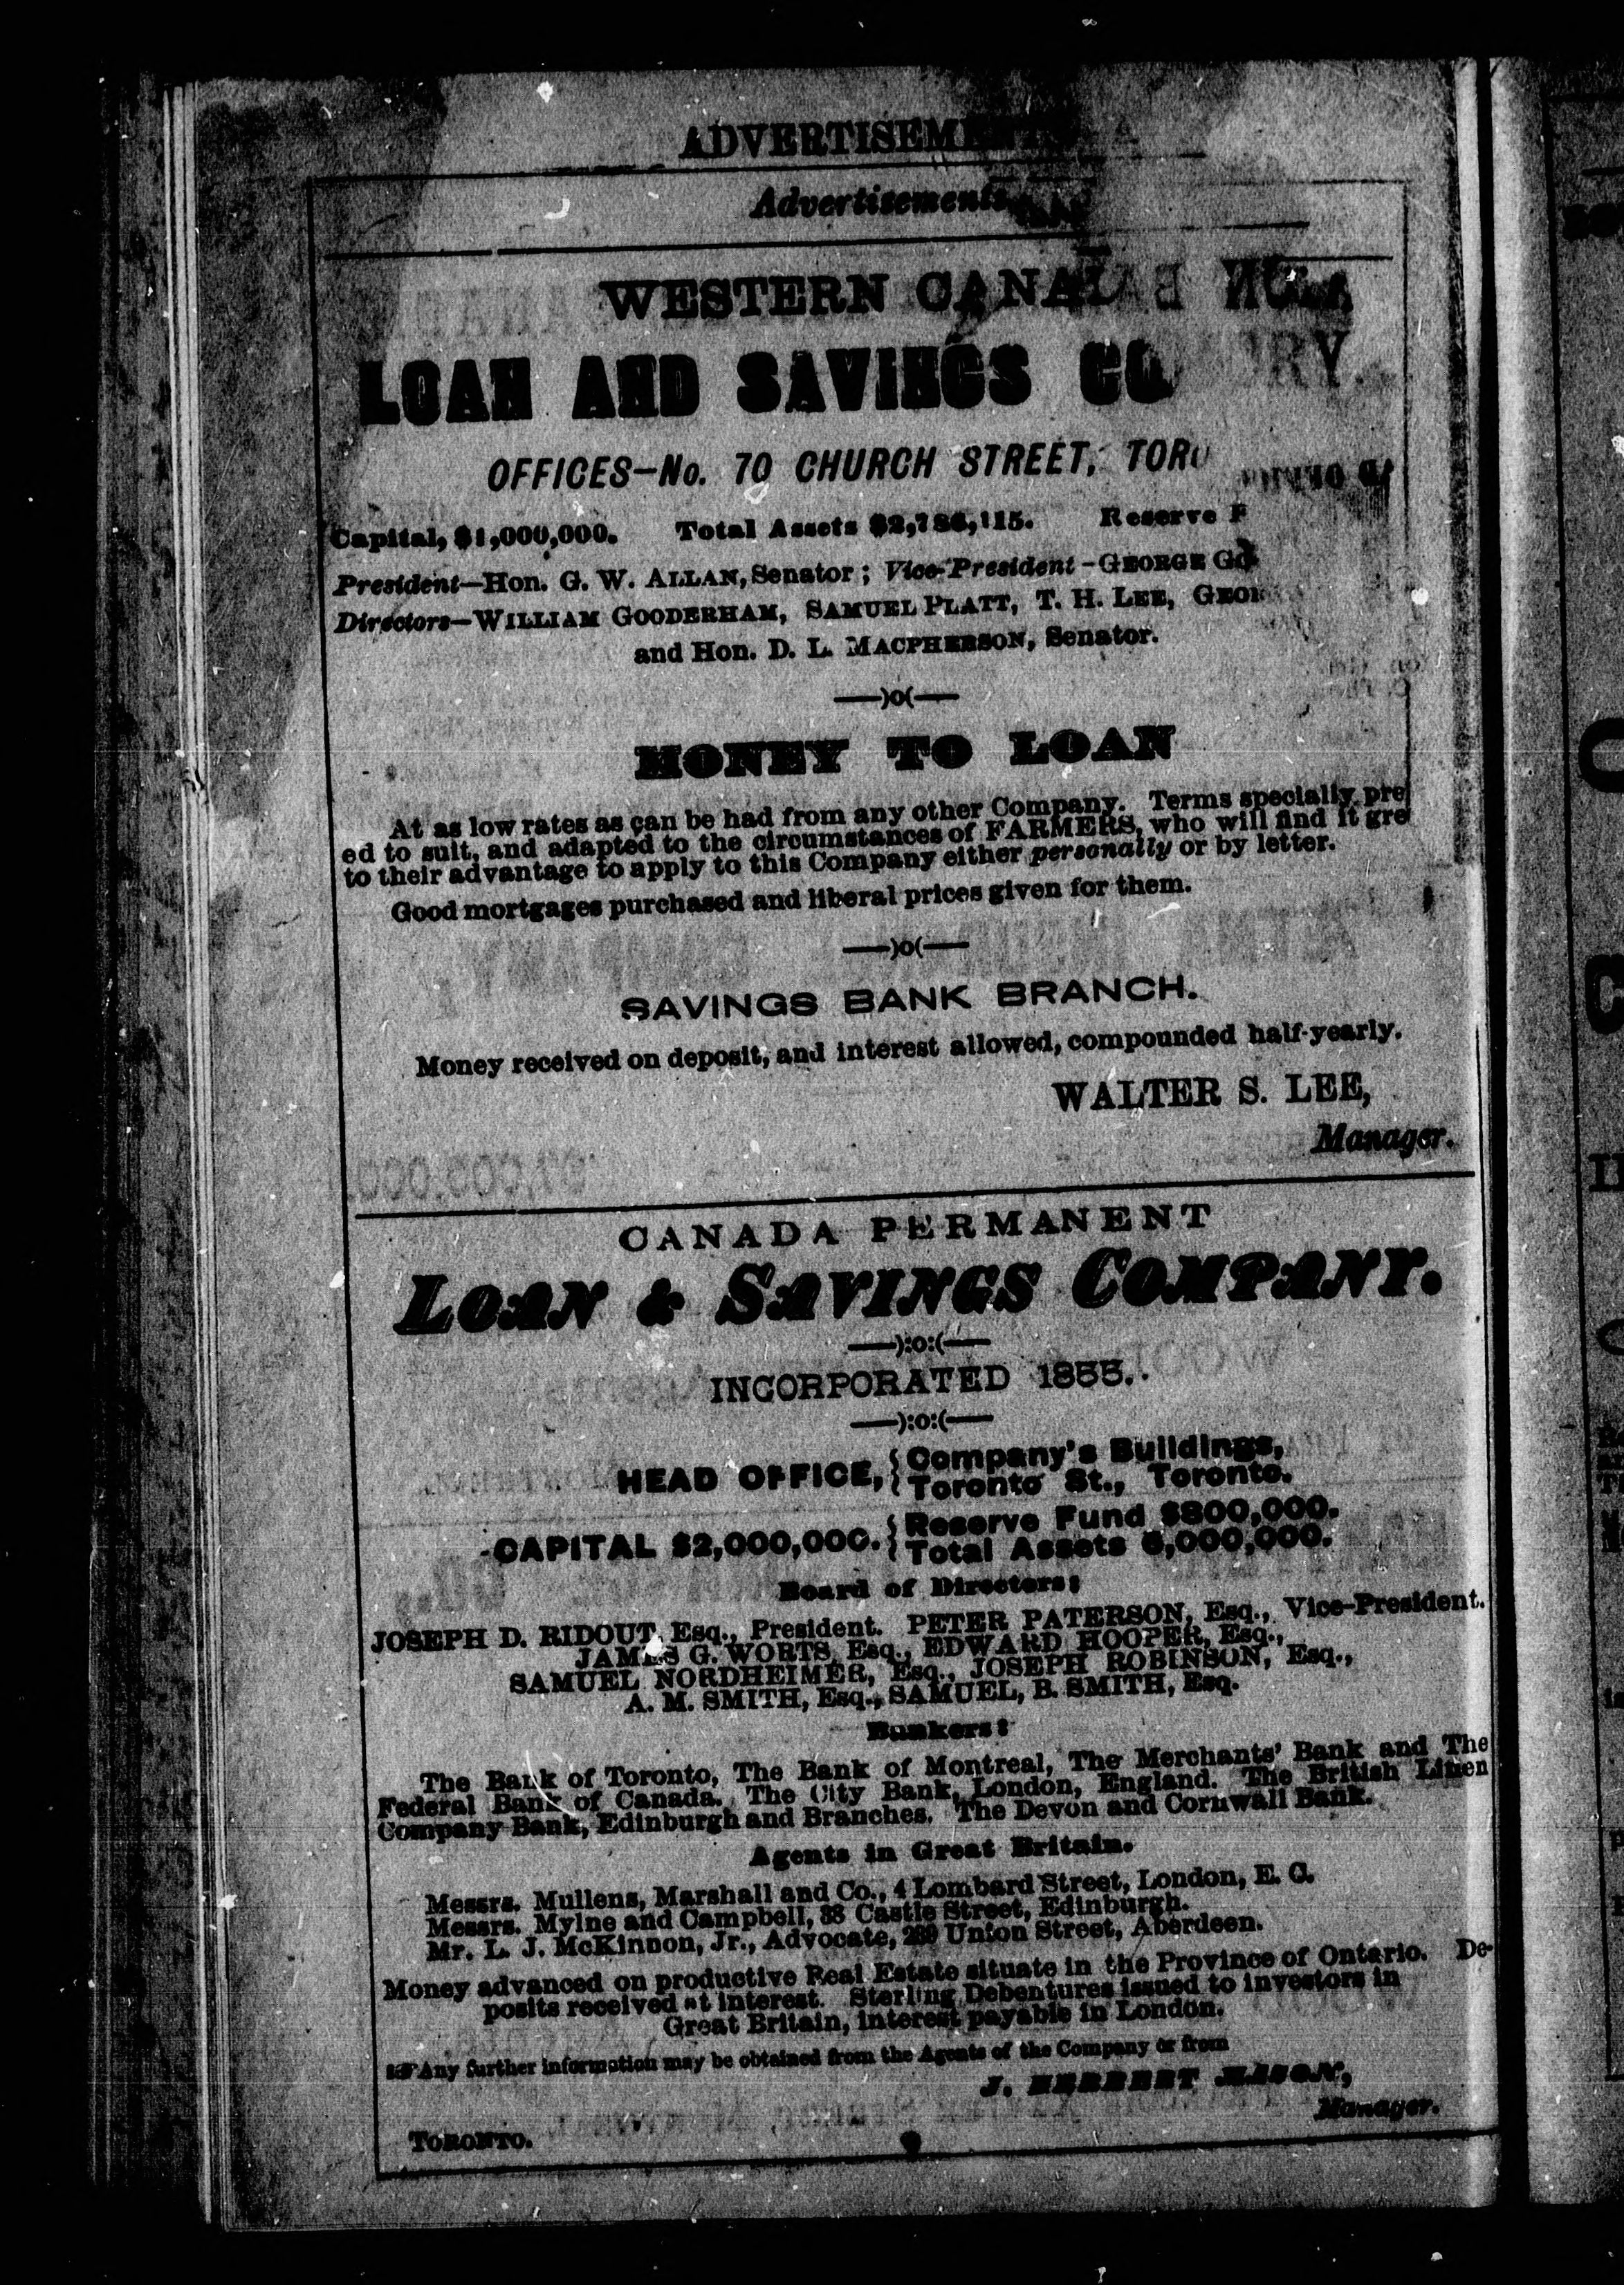 ADVERTISEM
Advertisements
WESTERN CANAD
LOAN AND SAVINGS CO
OFFICES—No. 70 CHURCH STREET, TORO
Capital, $1,000,000. Total Assets Reserve F
President—Hon. G. W. ALLAN, Senator; Vice-President—GEORGE GO
Directors—WILLIAM GOODERHAM, SAMUEL PLATT, T. H. LEE, GEOR
and Hon. D. L. MACPHERSON, Senator.
——)o(——
MONEY TO LOAN
At as low rates as can be had from any other Company. Terms specially pre
ed to suit, and adapted to the circumstances of FARMERS, who will find it gre
to their advantage to apply to this Company either personally or by letter.
Good mortgages purchased and liberal prices given for them.
——)o(——
SAVINGS BANK BRANCH.
Money received on deposit, and interest allowed, compounded half-yearly.
WALTER S. LEE,
Manager.
CANADA PERMANENT
LOAN & SAVINGS COMPANY.
——):o:(——
INCORPORATED 1855.
——):o:(——
HEAD OFFICE, { Company's Buildings,
Toronto St., Toronto.
CAPITAL $2,000,000. { Reserve Fund $800,000.
Total Assets 6,000,000.
Board of Directors:
JOSEPH D. RIDOUT, Esq., President. PETER PATERSON, Esq., Vice-President.
JAMES G. WORTS, Esq., EDWARD HOOPER, Esq.,
SAMUEL NORDHEIMER, Esq., JOSEPH ROBINSON, Esq.,
A. M. SMITH, Esq., SAMUEL, B. SMITH, Esq.
Bankers:
The Bank of Toronto, The Bank of Montreal, The Merchants' Bank and The
Federal Bank of Canada. The City Bank, London, England. The British Linen
Company Bank, Edinburgh and Branches. The Devon and Cornwall Bank.
Agents in Great Britain.
Messrs. Mullens, Marshall and Co., 4 Lombard Street, London, E. C.
Messrs. Mylne and Campbell, Castle Street, Edinburgh.
Mr. L. J. McKinnon, Jr., Advocate, Union Street, Aberdeen.
Money advanced on productive Real Estate situate in the Province of Ontario. De-
posits received at interest. Sterling Debentures issued to investors in
Great Britain, interest payable in London.
☞Any further information may be obtained from the Agents of the Company or from
J. HERBERT MASON,
Manager.
TORONTO.